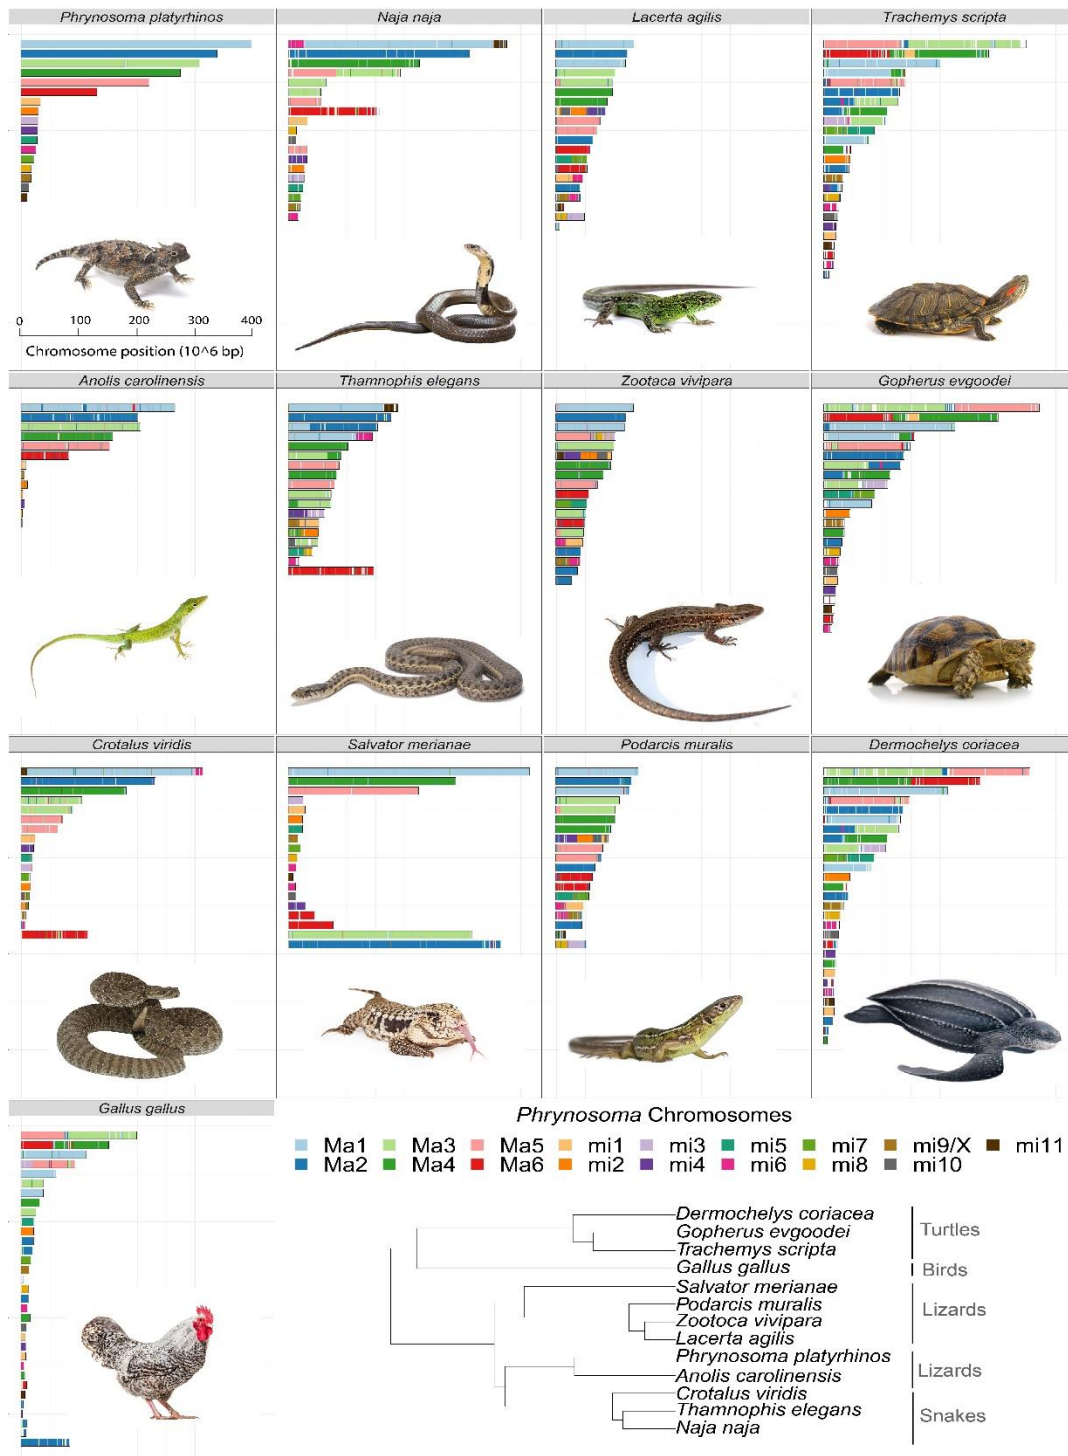 Phrynosoma platyrhinos
Naja naja
Lacerta agilis
Trachemys scripta
0 100 200 300 400
Chromosome position (10^6 bp)
Anolis carolinensis
Thamnophis elegans
Zootaca vivipara
Gopherus evgoodei
Crotalus viridis
Salvator merianae
Podarcis muralis
Dermochelys coriacea
Gallus gallus
Phrynosoma Chromosomes
Ma1 Ma3 Ma5 mi1 mi3 mi5 mi7 mi9/X mi11
Ma2 Ma4 Ma6 mi2 mi4 mi6 mi8 mi10
Dermochelys coriacea
Gopherus evgoodei
Trachemys scripta
Turtles
Gallus gallus
Birds
Salvator merianae
Podarcis muralis
Zootoca vivipara
Lacerta agilis
Lizards
Phrynosoma platyrhinos
Anolis carolinensis
Lizards
Crotalus viridis
Thamnophis elegans
Naja naja
Snakes